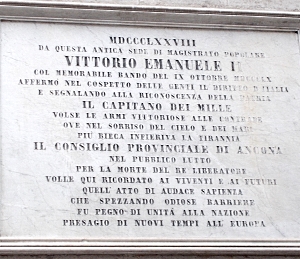 MDCCCLXXVIII
DA QUESTA ANTICA SEDE DI MAGISTRATO POPOLARE
VITTORIO EMANUELE II
COL MEMORABILE BANDO DEL IX OTTOBRE
AFFERMÒ NEL COSPETTO DELLE GENTI IL DIRITTO D'ITALIA
E SEGNALANDO ALLA RICONOSCENZA DELLA PATRIA
IL CAPITANO DEI MILLE
VOLSE LE ARMI VITTORIOSE ALLE CONTRADE
OVE NEL SORRISO DEL CIELO E DEI MARI
PIÙ BIECA INFIERIVA LA TIRANNIA
IL CONSIGLIO PROVINCIALE DI ANCONA
NEL PUBBLICO LUTTO
PER LA MORTE DEL RE LIBERATORE
VOLLE QUI RICORDATO AI VIVENTI E AI FUTURI
QUELL'ATTO DI AUDACE SAPIENZA
CHE SPEZZANDO ODIOSE BARRIERE
FU PEGNO DI UNITÀ ALLA NAZIONE
PRESAGIO DI NUOVI TEMPI ALL'EUROPA